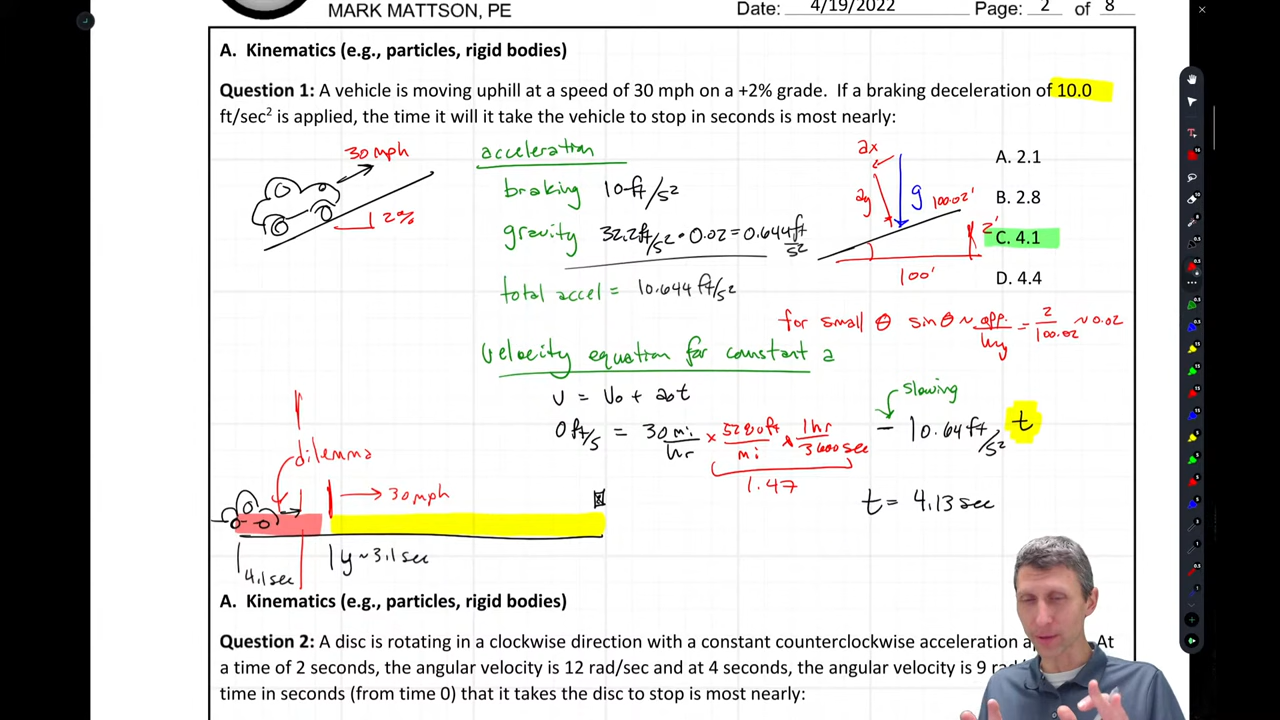 MARK MATTSON, PE
Date: 4/19/2022 Page: 2 of 8
A. Kinematics (e.g., particles, rigid bodies)
Question 1: A vehicle is moving uphill at a speed of 30 mph on a +2% grade. If a braking deceleration of 10.0
ft/sec² is applied, the time it will it take the vehicle to stop in seconds is most nearly:
30 mph
2%
acceleration
braking 10 ft/s²
gravity 32.2 ft/s² • 0.02 = 0.644 ft/s²
total accel = 10.644 ft/s²
ax
ay
g
100.02'
2'
100'
A. 2.1
B. 2.8
C. 4.1
D. 4.4
for small θ sin θ ~ opp./hyp = 2/100.02 ~ 0.02
velocity equation for constant a
v = v₀ + a₀t
slowing
0 ft/s = 30 mi/hr × 5280 ft/mi × 1 hr/3600 sec − 10.64 ft/s² t
1.47
t = 4.13 sec
dilemma
30 mph
4.1 sec
y ~ 3.1 sec
A. Kinematics (e.g., particles, rigid bodies)
Question 2: A disc is rotating in a clockwise direction with a constant counterclockwise acceleration At
a time of 2 seconds, the angular velocity is 12 rad/sec and at 4 seconds, the angular velocity is 9
time in seconds (from time 0) that it takes the disc to stop is most nearly: